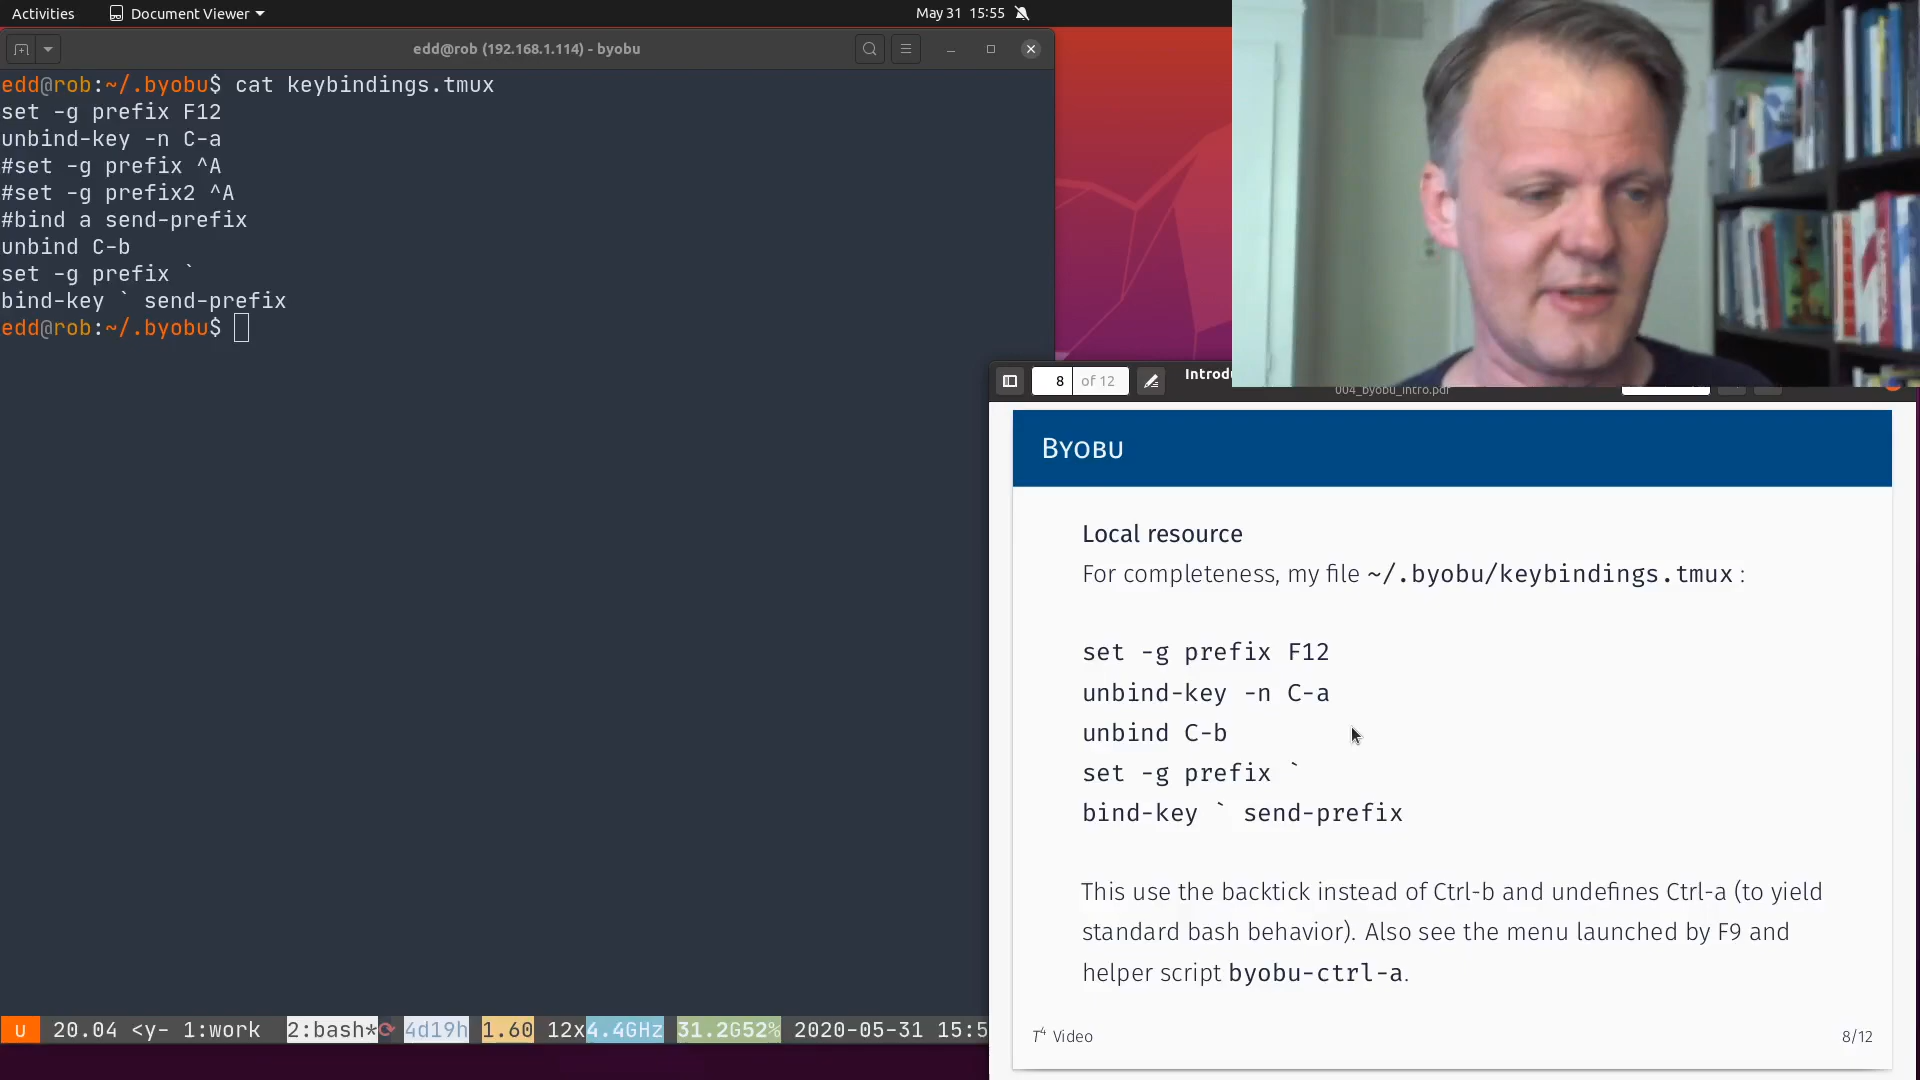 Activities
Document Viewer
May 31 15:55
edd@rob (192.168.1.114) - byobu
edd@rob:~/.byobu$ cat keybindings.tmux
set -g prefix F12
unbind-key -n C-a
#set -g prefix ^A
#set -g prefix2 ^A
#bind a send-prefix
unbind C-b
set -g prefix `
bind-key ` send-prefix
edd@rob:~/.byobu$
u 20.04 <y- 1:work 2:bash* 4d19h 1.60 12x4.4GHz 31.2G52% 2020-05-31 15:5
8 of 12
Introdu
004_byobu_intro.pdf
Byobu
Local resource
For completeness, my file ~/.byobu/keybindings.tmux :
set -g prefix F12
unbind-key -n C-a
unbind C-b
set -g prefix `
bind-key ` send-prefix
This use the backtick instead of Ctrl-b and undefines Ctrl-a (to yield
standard bash behavior). Also see the menu launched by F9 and
helper script byobu-ctrl-a.
T4 Video
8/12